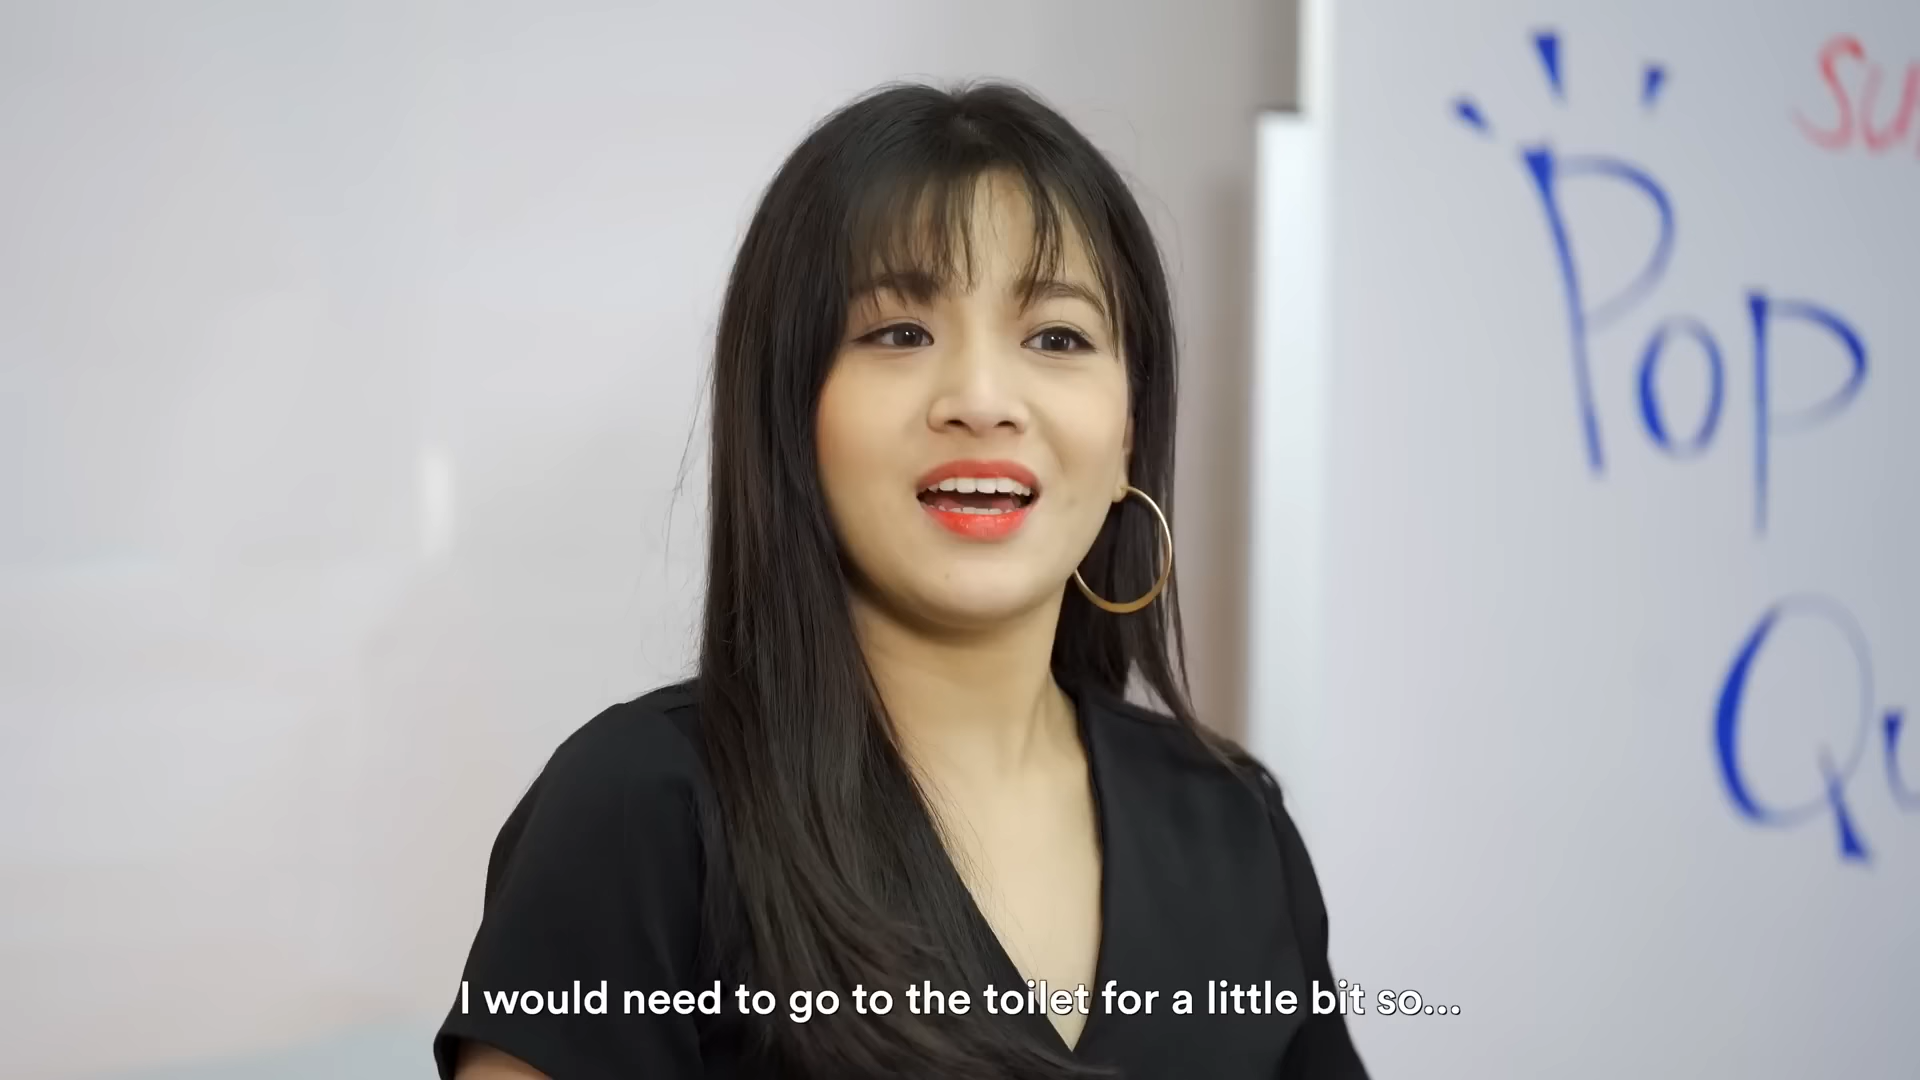 Pop
I would need to go to the toilet for a little bit so...